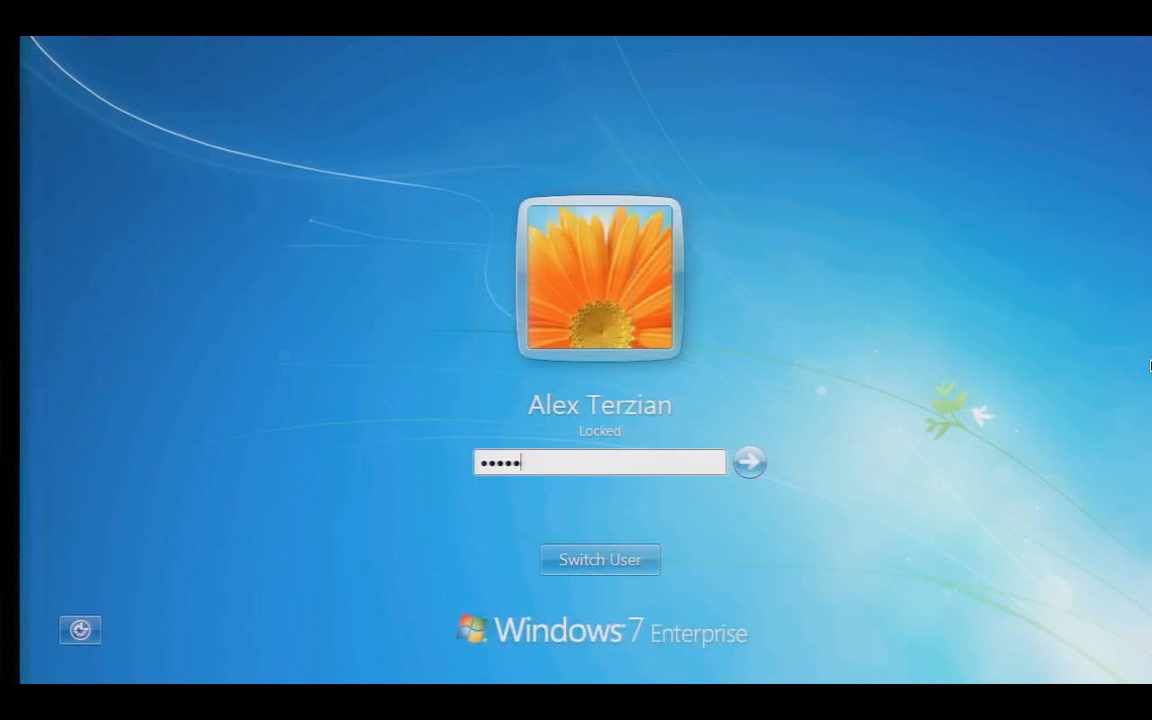 Alex Terzian
Locked
•••••
Switch User
Windows 7 Enterprise